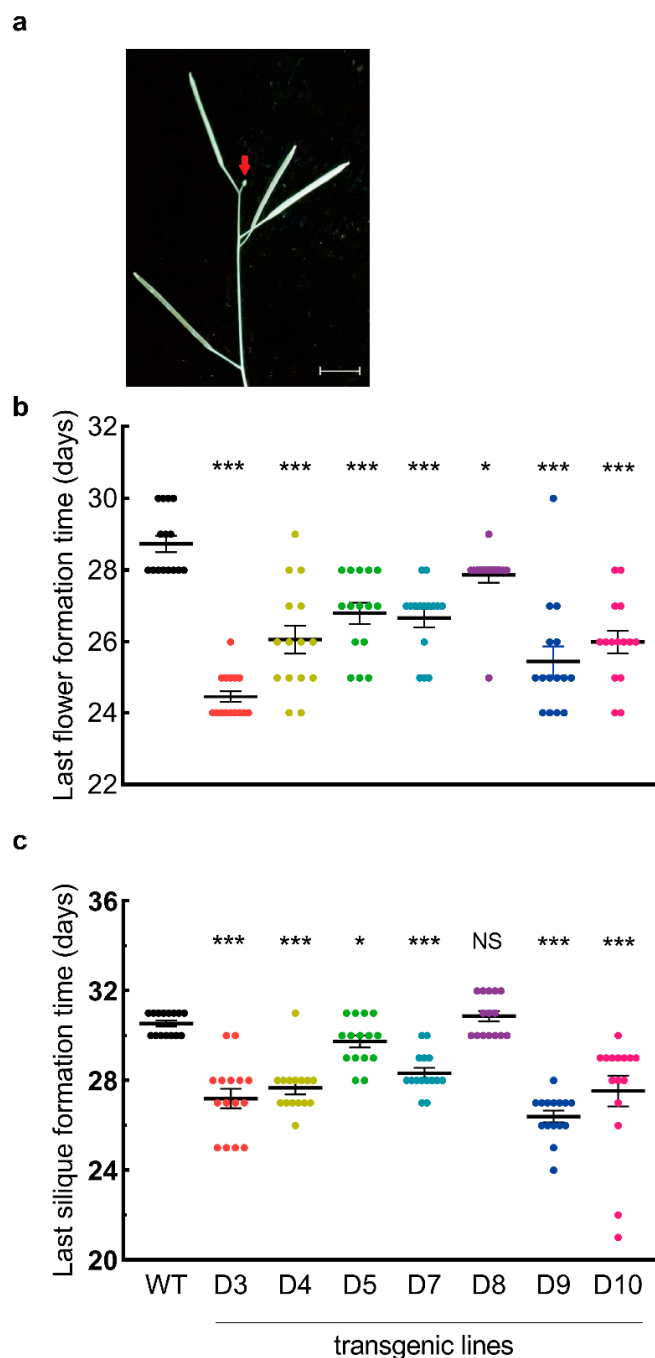 a
b
Last flower formation time (days)
32
30
28
26
24
22
*** *** *** *** * *** ***
c
Last silique formation time (days)
36
32
28
24
20
*** *** * *** NS *** ***
WT D3 D4 D5 D7 D8 D9 D10
transgenic lines